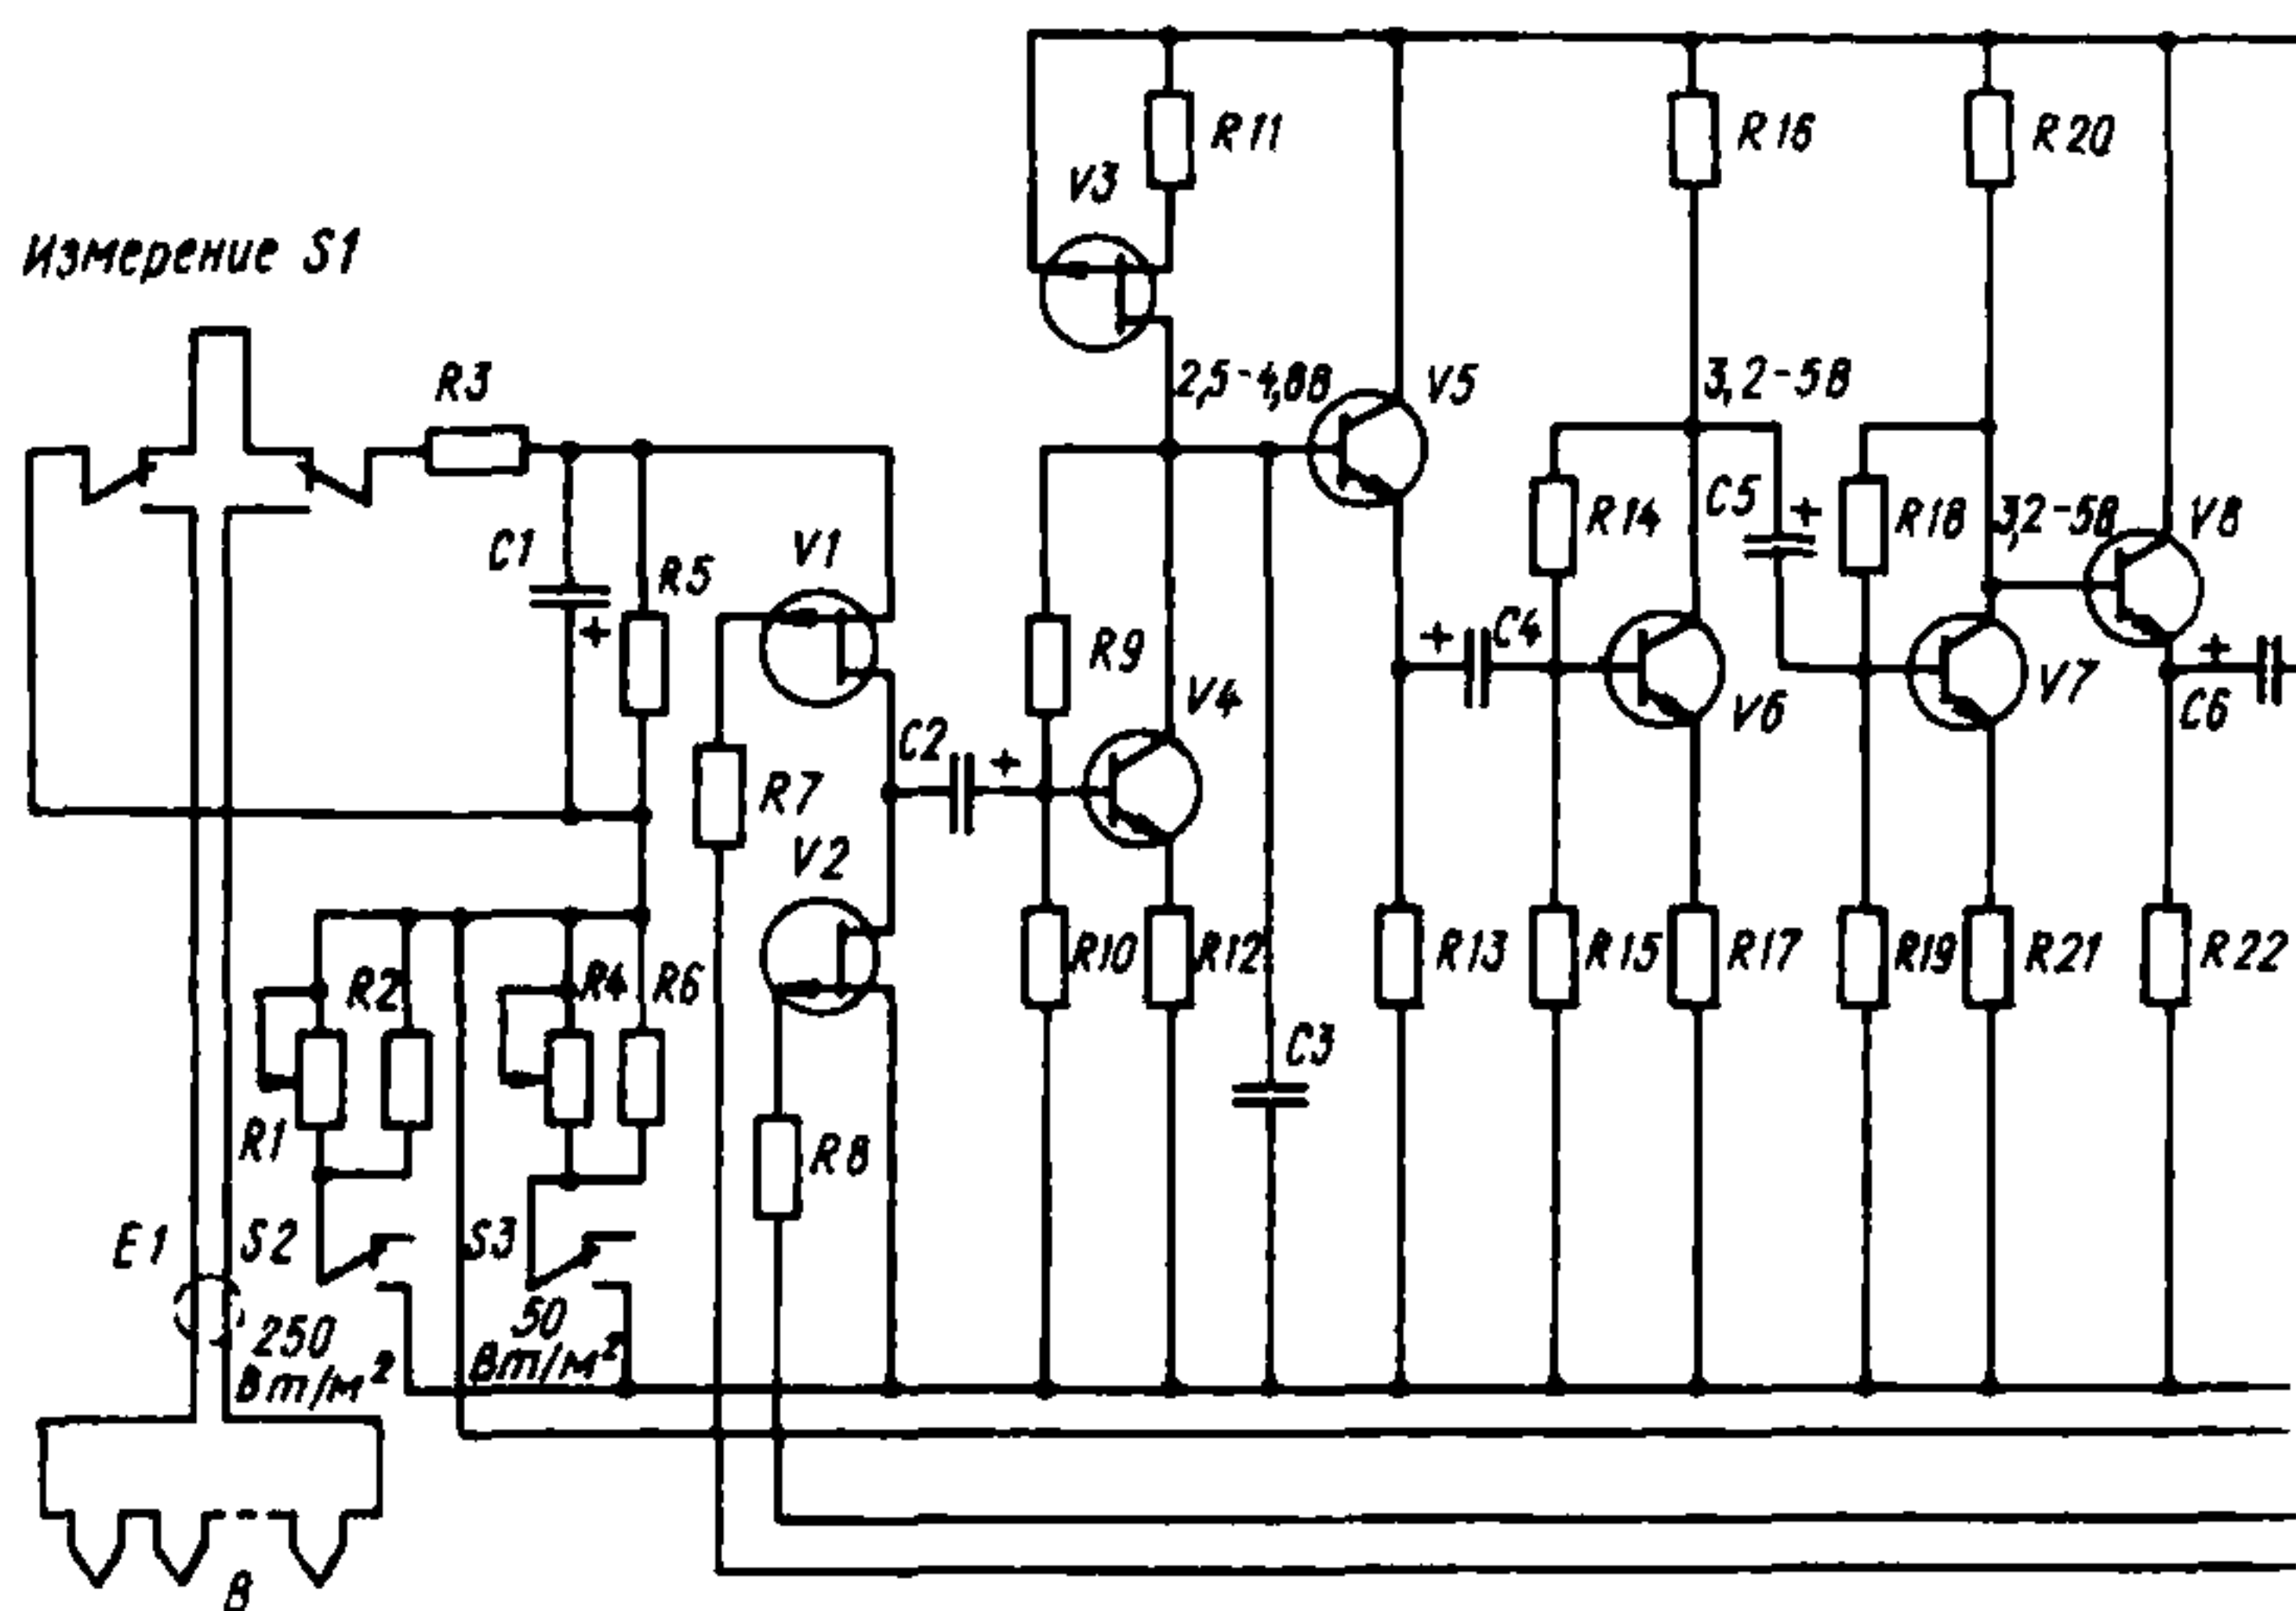 R11
R16
R20
V3
Измерение S1
R3
2,5-4,8В
V5
3,2-5В
C1
R5
V1
R14
C5
+
R18
3,2-5В
V8
+
R9
V4
+
C4
V6
V7
+
C6
C2
+
R7
V2
R2
R4
R6
R10
R12
R13
R15
R17
R19
R21
R22
C3
R1
R8
E1
S2
S3
250
Вт/м²
50
Вт/м²
В